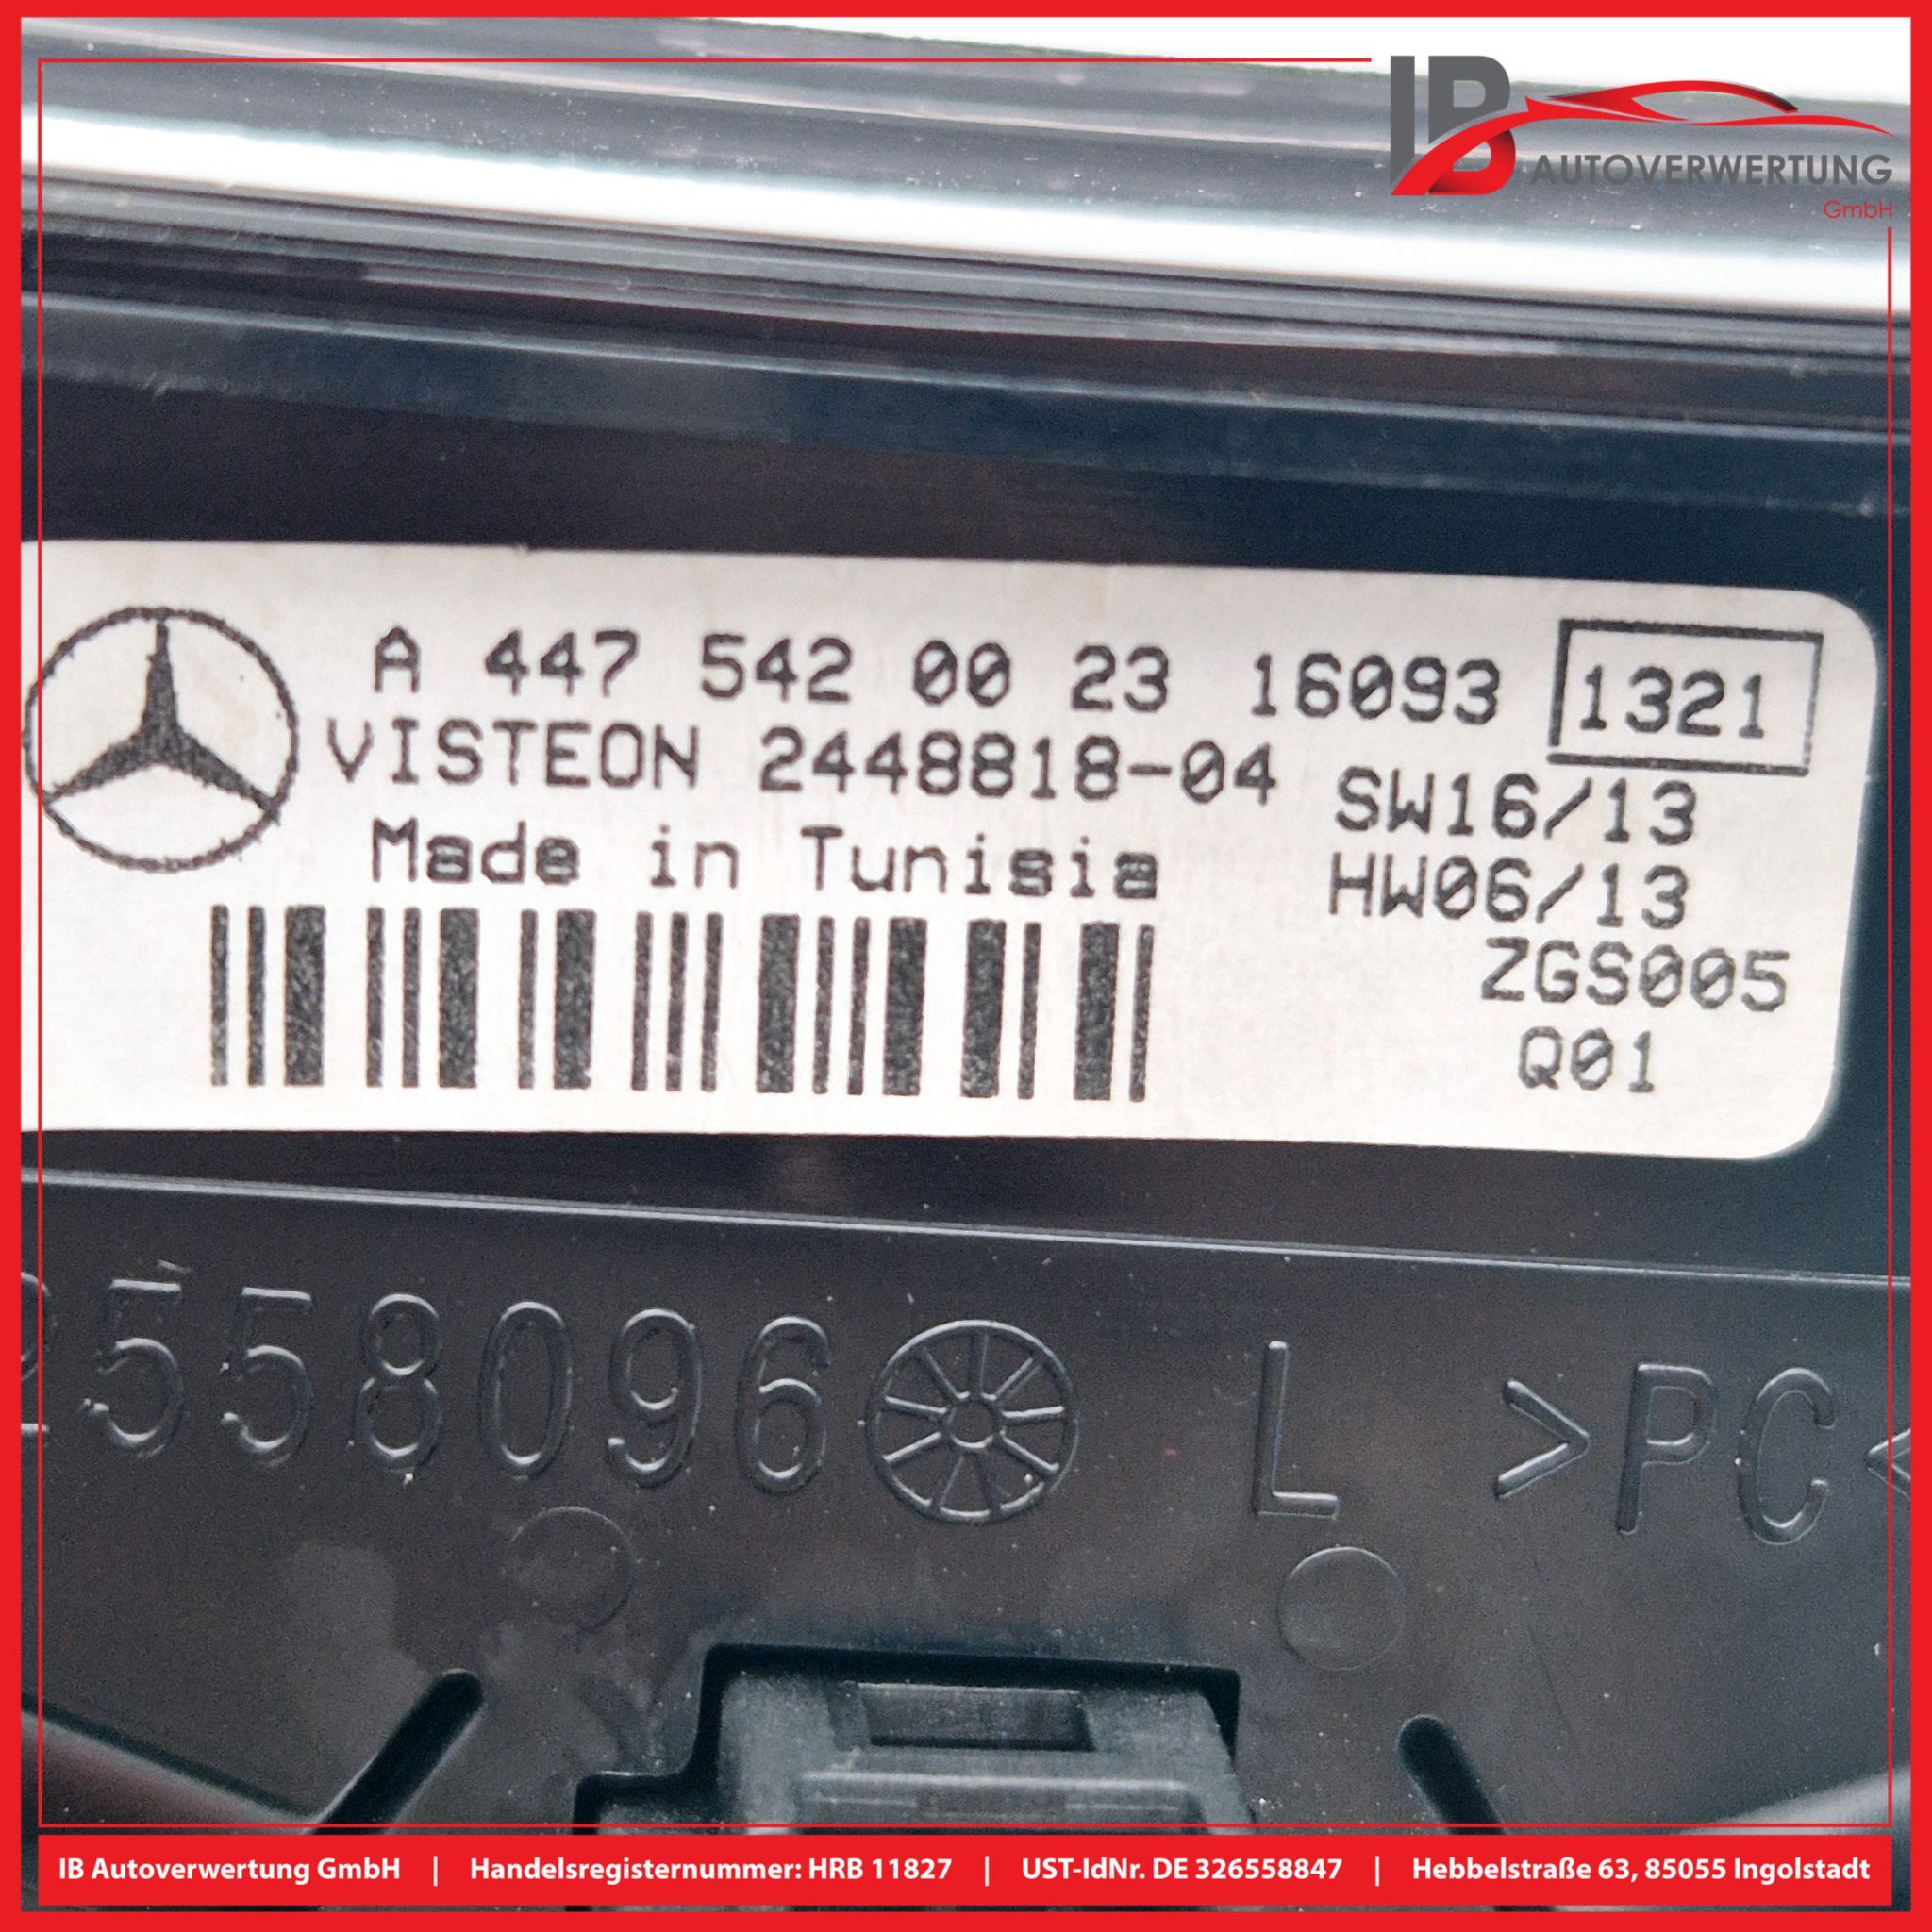 IB
AUTOVERWERTUNG
GmbH
A 447 542 00 23 16093 1321
VISTEON 2448818-04 SW16/13
Made in Tunisia HW06/13
ZGS005
Q01
2558096 L >PC<
IB Autoverwertung GmbH | Handelsregisternummer: HRB 11827 | UST-IdNr. DE 326558847 | Hebbelstraße 63, 85055 Ingolstadt